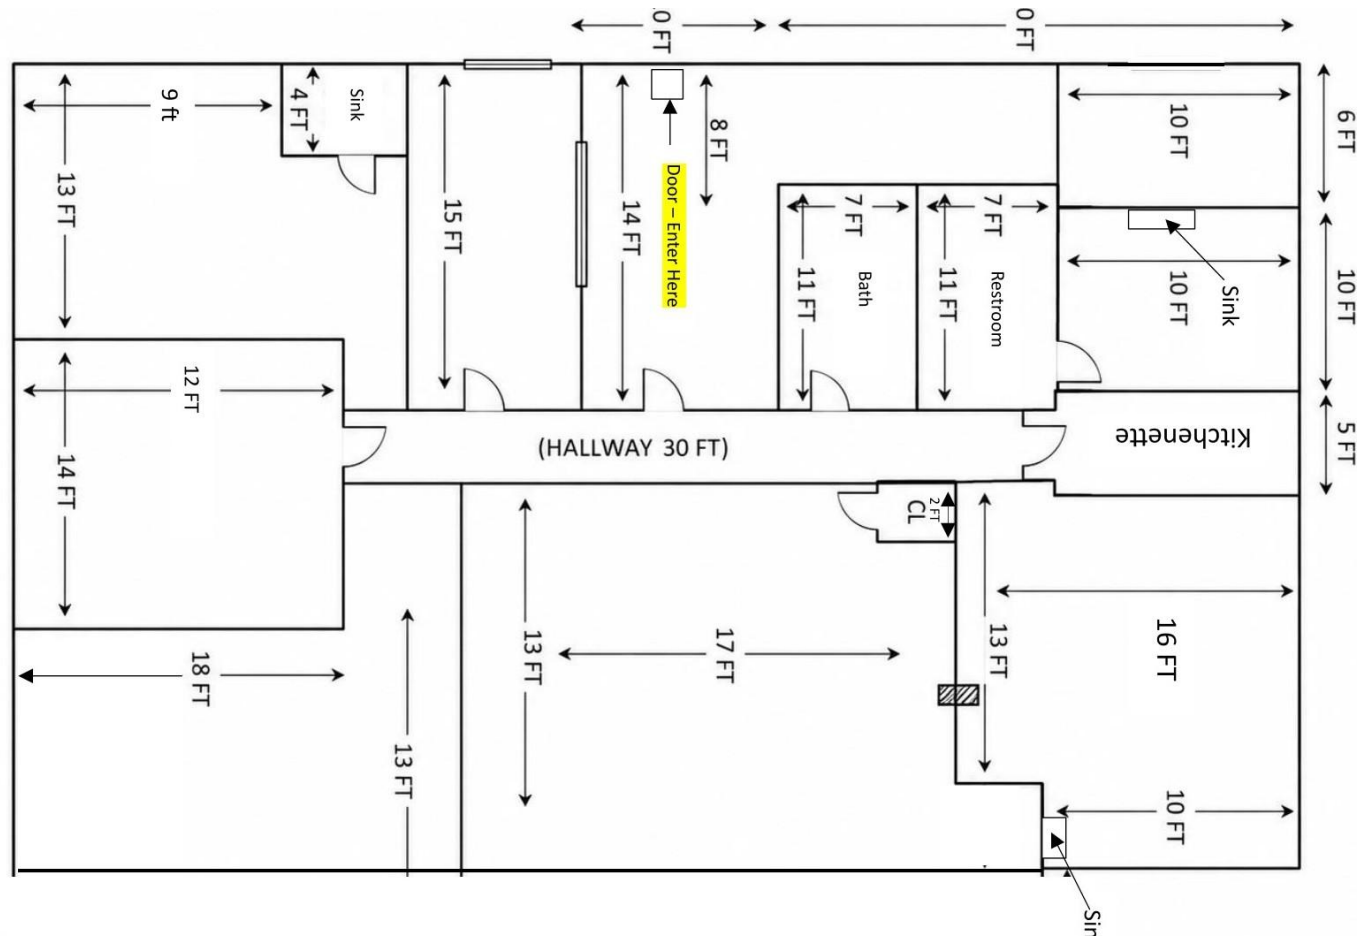 0 FT
0 FT
9 ft
4 FT
Sink
13 FT
15 FT
14 FT
8 FT
Door – Enter Here
10 FT
6 FT
7 FT
7 FT
11 FT
Bath
11 FT
Restroom
10 FT
Sink
10 FT
12 FT
14 FT
(HALLWAY 30 FT)
Kitchenette
5 FT
CL
2 FT
13 FT
17 FT
13 FT
16 FT
18 FT
13 FT
10 FT